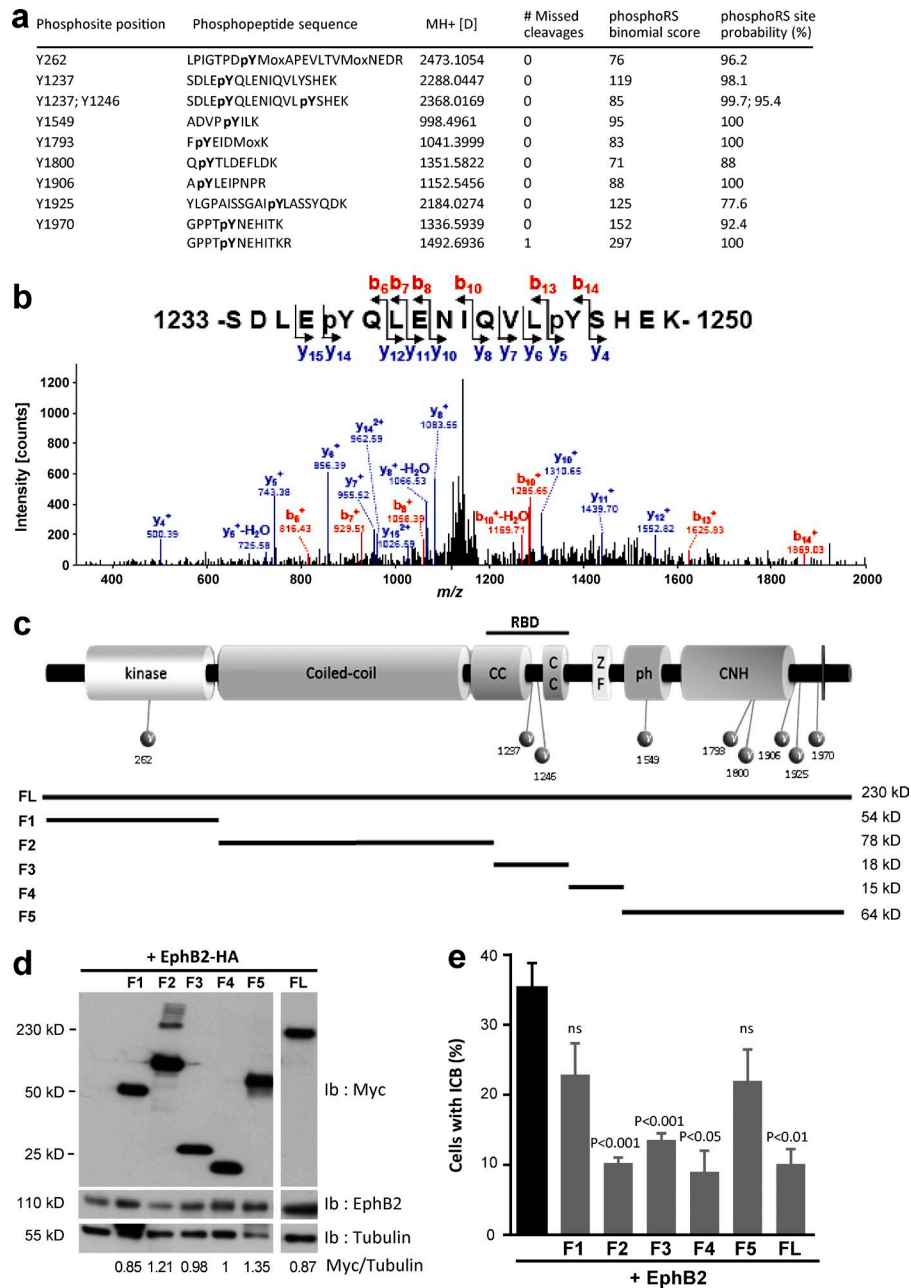 a
Phosphosite position Phosphopeptide sequence MH+ [D] # Missed cleavages phosphoRS binomial score phosphoRS site probability (%)
Y262 LPIGTPDpYMoxAPEVLTVMoxNEDR 2473.1054 0 76 96.2
Y1237 SDLEpYQLENIQVLYSHEK 2288.0447 0 119 98.1
Y1237; Y1246 SDLEpYQLENIQVLpYSHEK 2368.0169 0 85 99.7; 95.4
Y1549 ADVPpYILK 998.4961 0 95 100
Y1793 FpYEIDMoxK 1041.3999 0 83 100
Y1800 QpYTLDEFLDK 1351.5822 0 71 88
Y1906 ApYLEIPNPR 1152.5456 0 88 100
Y1925 YLGPAISSGAIpYLASSYQDK 2184.0274 0 125 77.6
Y1970 GPPTpYNEHITK 1336.5939 0 152 92.4
GPPTpYNEHITKR 1492.6936 1 297 100
b
b6 b7 b8 b10 b13 b14
1233 -S D L E pY Q L E N I Q V L pY S H E K- 1250
y15 y14 y12 y11 y10 y8 y7 y6 y5 y4
Intensity [counts]
1200
1000
800
600
400
200
0
y4+
500.39
y5+-H2O
725.58
y5+
743.38
b6+
816.43
y6+
856.39
b7+
929.51
y7+
955.52
y14 2+
962.59
y15 2+
1026.59
b8+
1058.39
y8+-H2O
1066.53
y8+
1083.55
b10+-H2O
1169.71
b10+
1285.65
y10+
1310.65
y11+
1439.70
y12+
1552.82
b13+
1625.83
b14+
1869.03
400 600 800 1000 1200 1400 1600 1800 2000
m/z
c
RBD
kinase Coiled-coil CC CC ZF ph CNH
Y Y Y Y Y Y Y Y Y
262 1237 1246 1549 1793 1800 1906 1925 1970
FL 230 kD
F1 54 kD
F2 78 kD
F3 18 kD
F4 15 kD
F5 64 kD
d
+ EphB2-HA
F1 F2 F3 F4 F5 FL
230 kD
50 kD
25 kD
Ib : Myc
110 kD Ib : EphB2
55 kD Ib : Tubulin
0.85 1.21 0.98 1 1.35 0.87 Myc/Tubulin
e
Cells with ICB (%)
40
30
20
10
0
ns P<0.001 P<0.001 P<0.05 ns P<0.01
F1 F2 F3 F4 F5 FL
+ EphB2